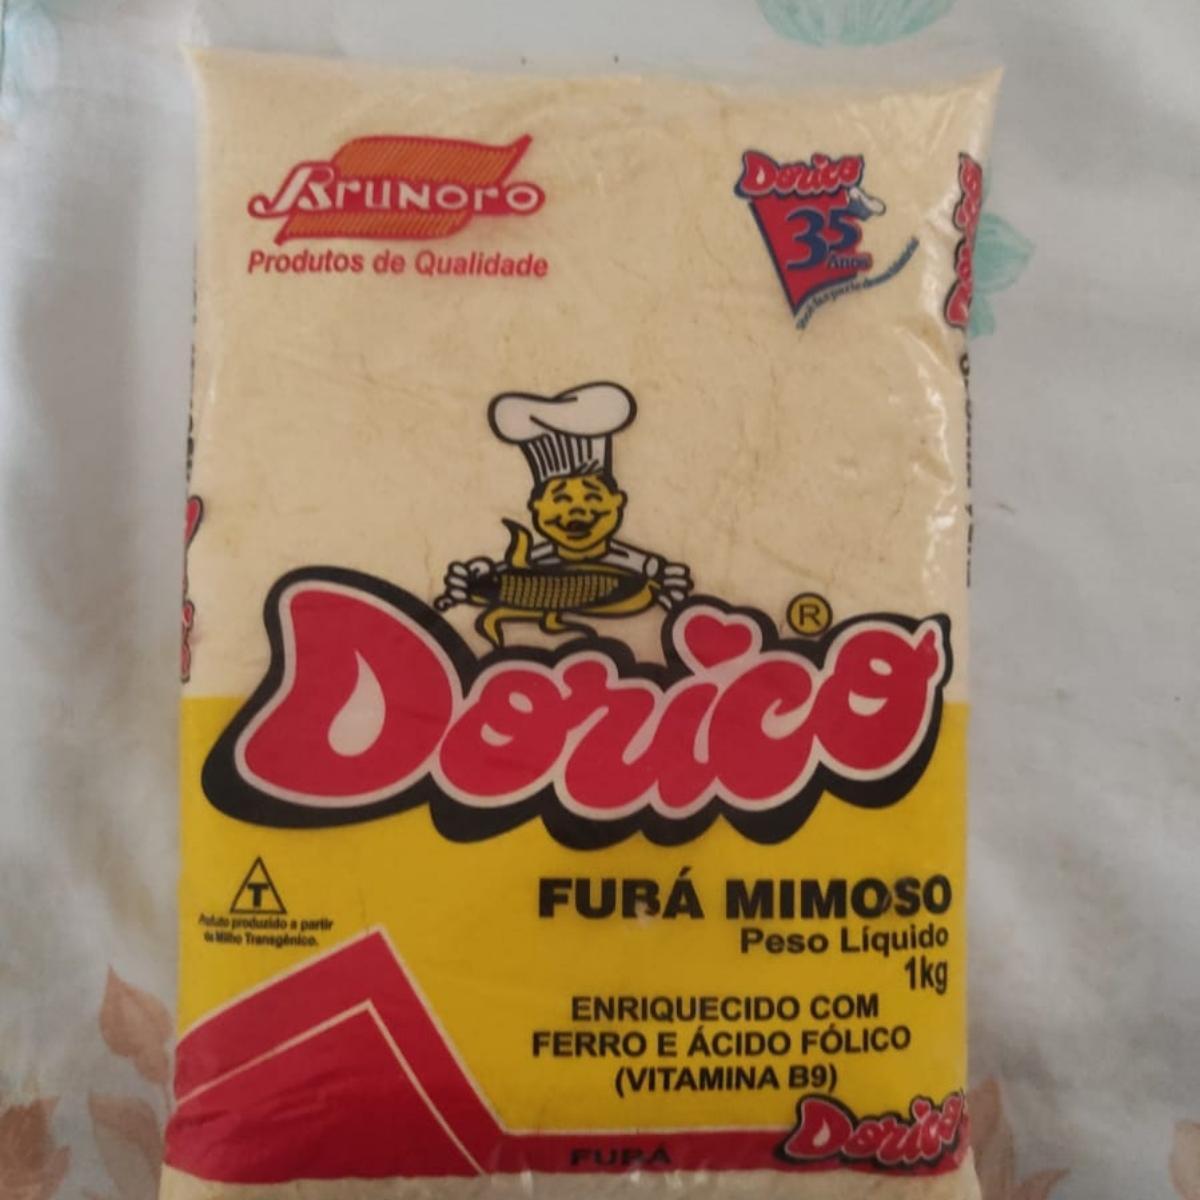 Brunoro
Produtos de Qualidade
Dorico
35
Anos
Dorico
®
FUBÁ MIMOSO
Peso Líquido
1kg
ENRIQUECIDO COM
FERRO E ÁCIDO FÓLICO
(VITAMINA B9)
T
Produto produzido a partir
de Milho Transgênico.
FUBÁ
Dorico